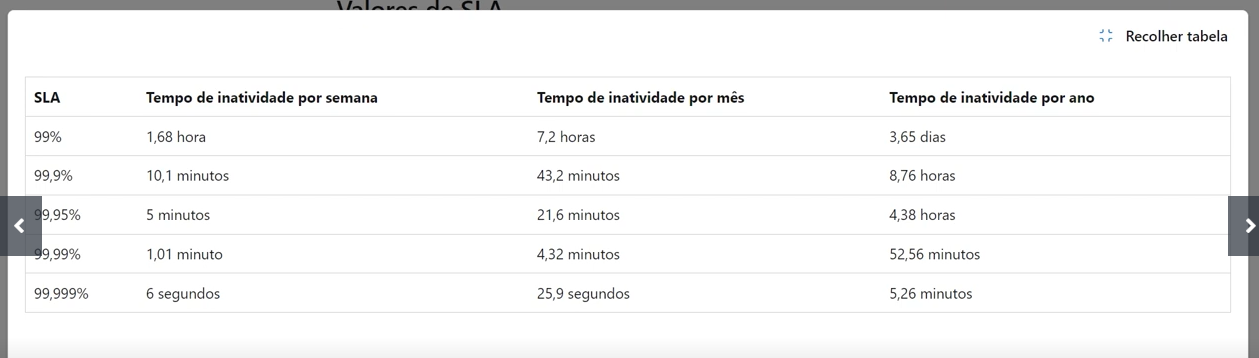 Valores de SLA
Recolher tabela
SLA Tempo de inatividade por semana Tempo de inatividade por mês Tempo de inatividade por ano
99% 1,68 hora 7,2 horas 3,65 dias
99,9% 10,1 minutos 43,2 minutos 8,76 horas
99,95% 5 minutos 21,6 minutos 4,38 horas
99,99% 1,01 minuto 4,32 minutos 52,56 minutos
99,999% 6 segundos 25,9 segundos 5,26 minutos